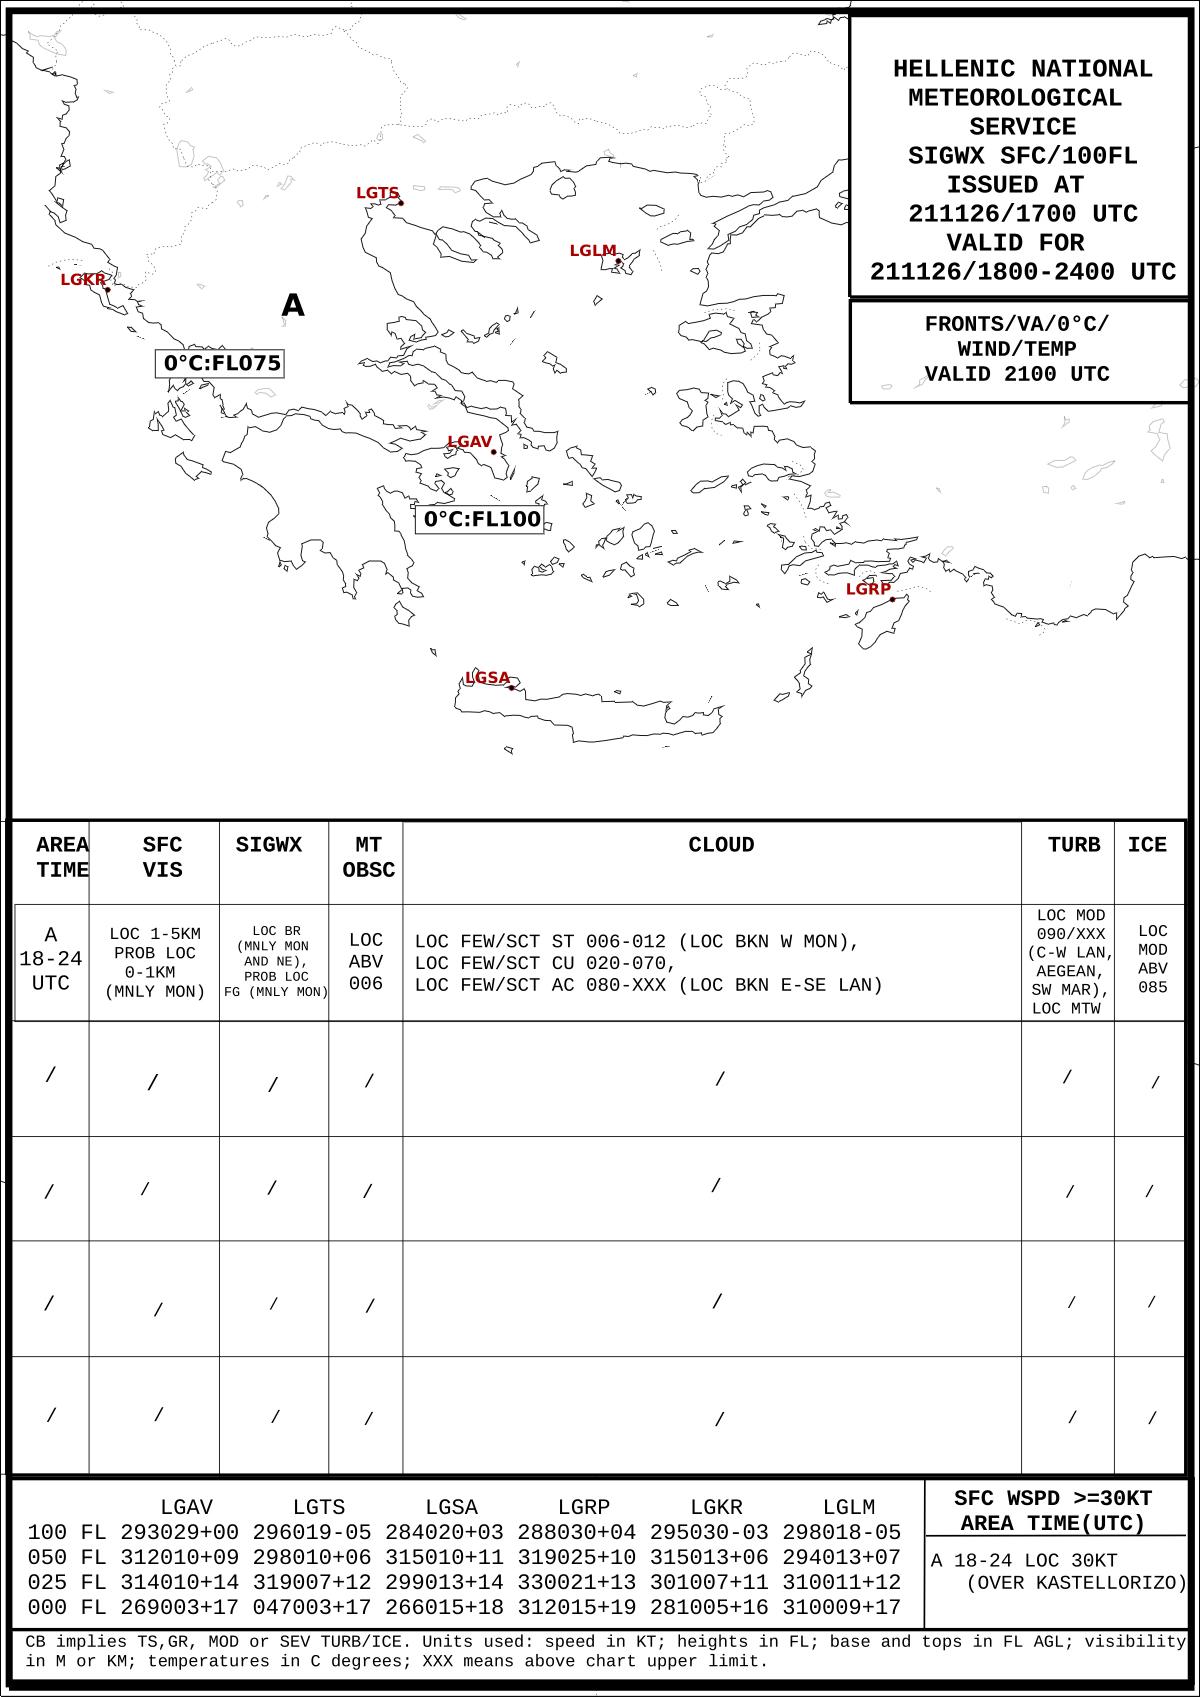 HELLENIC NATIONAL
METEOROLOGICAL
SERVICE
SIGWX SFC/100FL
ISSUED AT
211126/1700 UTC
VALID FOR
211126/1800-2400 UTC
FRONTS/VA/0°C/
WIND/TEMP
VALID 2100 UTC
LGTS
LGLM
LGKR
A
0°C:FL075
LGAV
0°C:FL100
LGRP
LGSA
AREA SFC SIGWX MT CLOUD TURB ICE
TIME VIS OBSC
A
18-24
UTC
LOC 1-5KM
PROB LOC
0-1KM
(MNLY MON)
LOC BR
(MNLY MON
AND NE),
PROB LOC
FG (MNLY MON)
LOC
ABV
006
LOC FEW/SCT ST 006-012 (LOC BKN W MON),
LOC FEW/SCT CU 020-070,
LOC FEW/SCT AC 080-XXX (LOC BKN E-SE LAN)
LOC MOD
090/XXX
(C-W LAN,
AEGEAN,
SW MAR),
LOC MTW
LOC
MOD
ABV
085
/ / / / / / /
/ / / / / / /
/ / / / / / /
/ / / / / / /
LGAV LGTS LGSA LGRP LGKR LGLM
100 FL 293029+00 296019-05 284020+03 288030+04 295030-03 298018-05
050 FL 312010+09 298010+06 315010+11 319025+10 315013+06 294013+07
025 FL 314010+14 319007+12 299013+14 330021+13 301007+11 310011+12
000 FL 269003+17 047003+17 266015+18 312015+19 281005+16 310009+17
SFC WSPD >=30KT
AREA TIME(UTC)
A 18-24 LOC 30KT
(OVER KASTELLORIZO)
CB implies TS,GR, MOD or SEV TURB/ICE. Units used: speed in KT; heights in FL; base and tops in FL AGL; visibility
in M or KM; temperatures in C degrees; XXX means above chart upper limit.